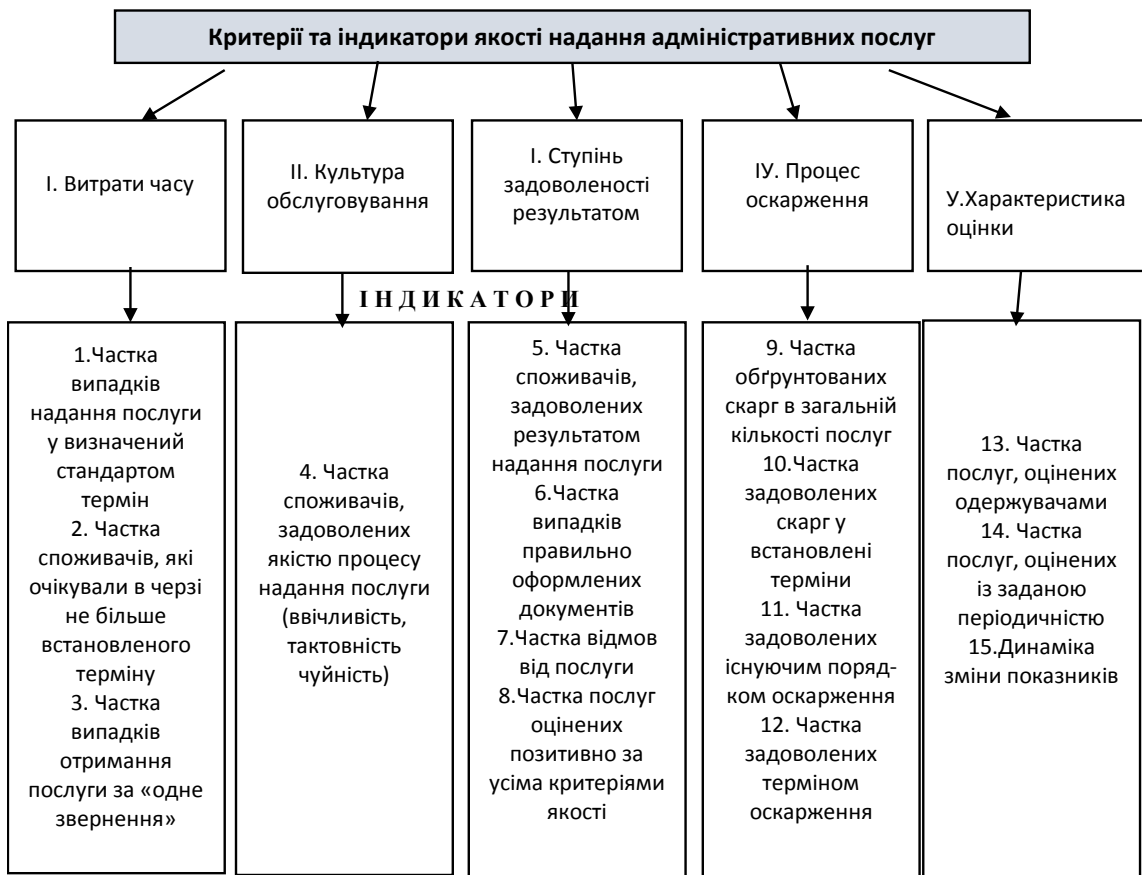 Критерії та індикатори якості надання адміністративних послуг
І. Витрати часу
ІІ. Культура
обслуговування
І. Ступінь
задоволеності
результатом
ІУ. Процес
оскарження
У.Характеристика
оцінки
І Н Д И К А Т О Р И
1.Частка
випадків
надання послуги
у визначений
стандартом
термін
2. Частка
споживачів, які
очікували в черзі
не більше
встановленого
терміну
3. Частка
випадків
отримання
послуги за «одне
звернення»
4. Частка
споживачів,
задоволених
якістю процесу
надання послуги
(ввічливість,
тактовність
чуйність)
5. Частка
споживачів,
задоволених
результатом
надання послуги
6.Частка
випадків
правильно
оформлених
документів
7.Частка відмов
від послуги
8.Частка послуг
оцінених
позитивно за
усіма критеріями
якості
9. Частка
обґрунтованих
скарг в загальній
кількості послуг
10.Частка
задоволених
скарг у
встановлені
терміни
11. Частка
задоволених
існуючим поряд-
ком оскарження
12. Частка
задоволених
терміном
оскарження
13. Частка
послуг, оцінених
одержувачами
14. Частка
послуг, оцінених
із заданою
періодичністю
15.Динаміка
зміни показників